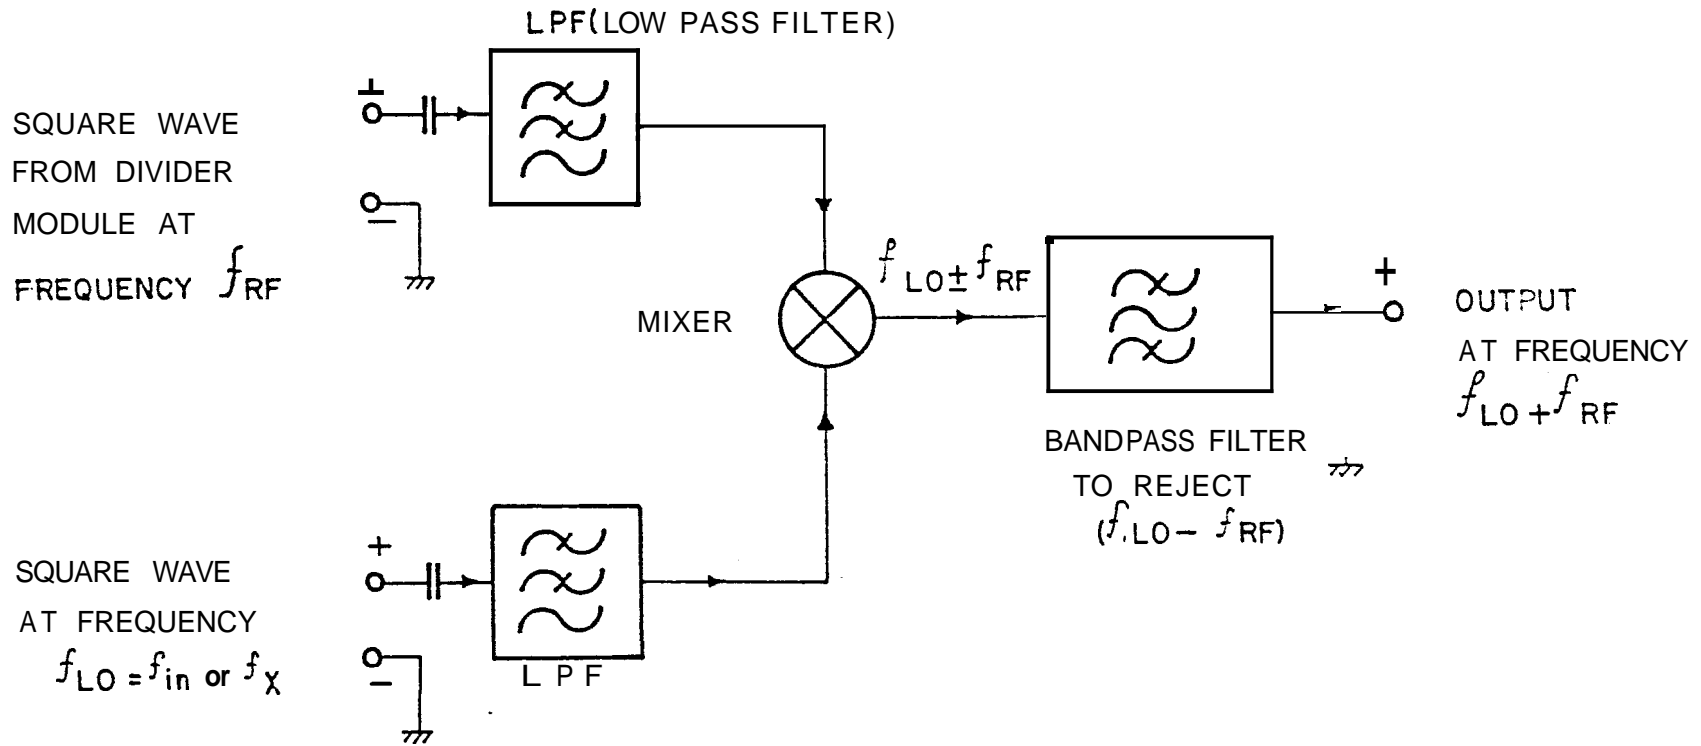 LPF(LOW PASS FILTER)
SQUARE WAVE
FROM DIVIDER
MODULE AT
FREQUENCY fRF
+
−
MIXER
fLO ± fRF
+
OUTPUT
AT FREQUENCY
fLO + fRF
BANDPASS FILTER
TO REJECT
(fLO − fRF)
SQUARE WAVE
AT FREQUENCY
fLO = fin or fX
+
−
LPF